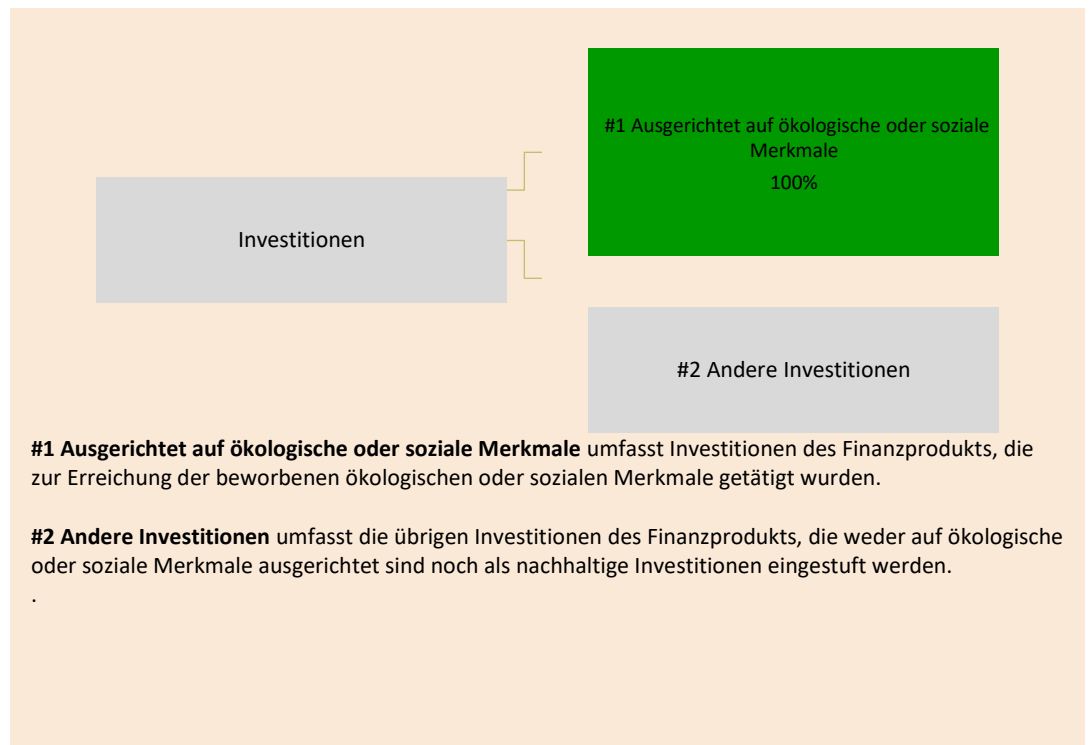 #1 Ausgerichtet auf ökologische oder soziale
Merkmale
100%
Investitionen
#2 Andere Investitionen
#1 Ausgerichtet auf ökologische oder soziale Merkmale umfasst Investitionen des Finanzprodukts, die
zur Erreichung der beworbenen ökologischen oder sozialen Merkmale getätigt wurden.
#2 Andere Investitionen umfasst die übrigen Investitionen des Finanzprodukts, die weder auf ökologische
oder soziale Merkmale ausgerichtet sind noch als nachhaltige Investitionen eingestuft werden.
.